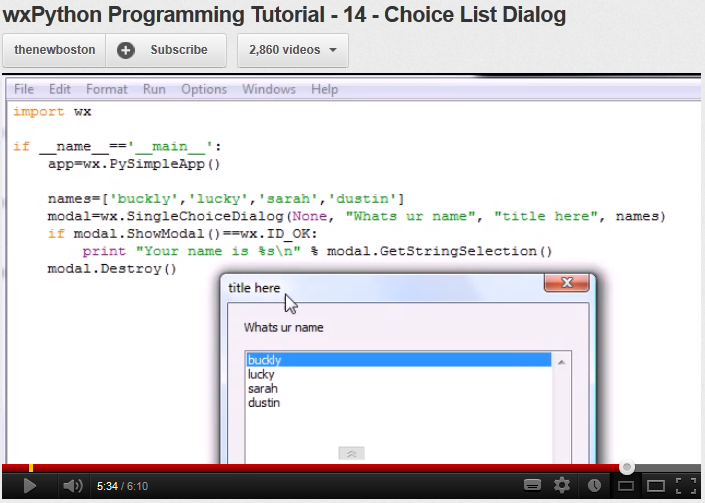 wxPython Programming Tutorial - 14 - Choice List Dialog
thenewboston Subscribe 2,860 videos
File Edit Format Run Options Windows Help
import wx
if __name__=='__main__':
app=wx.PySimpleApp()
names=['buckly','lucky','sarah','dustin']
modal=wx.SingleChoiceDialog(None, "Whats ur name", "title here", names)
if modal.ShowModal()==wx.ID_OK:
print "Your name is %s\n" % modal.GetStringSelection()
modal.Destroy()
title here
Whats ur name
buckly
lucky
sarah
dustin
5:34 / 6:10